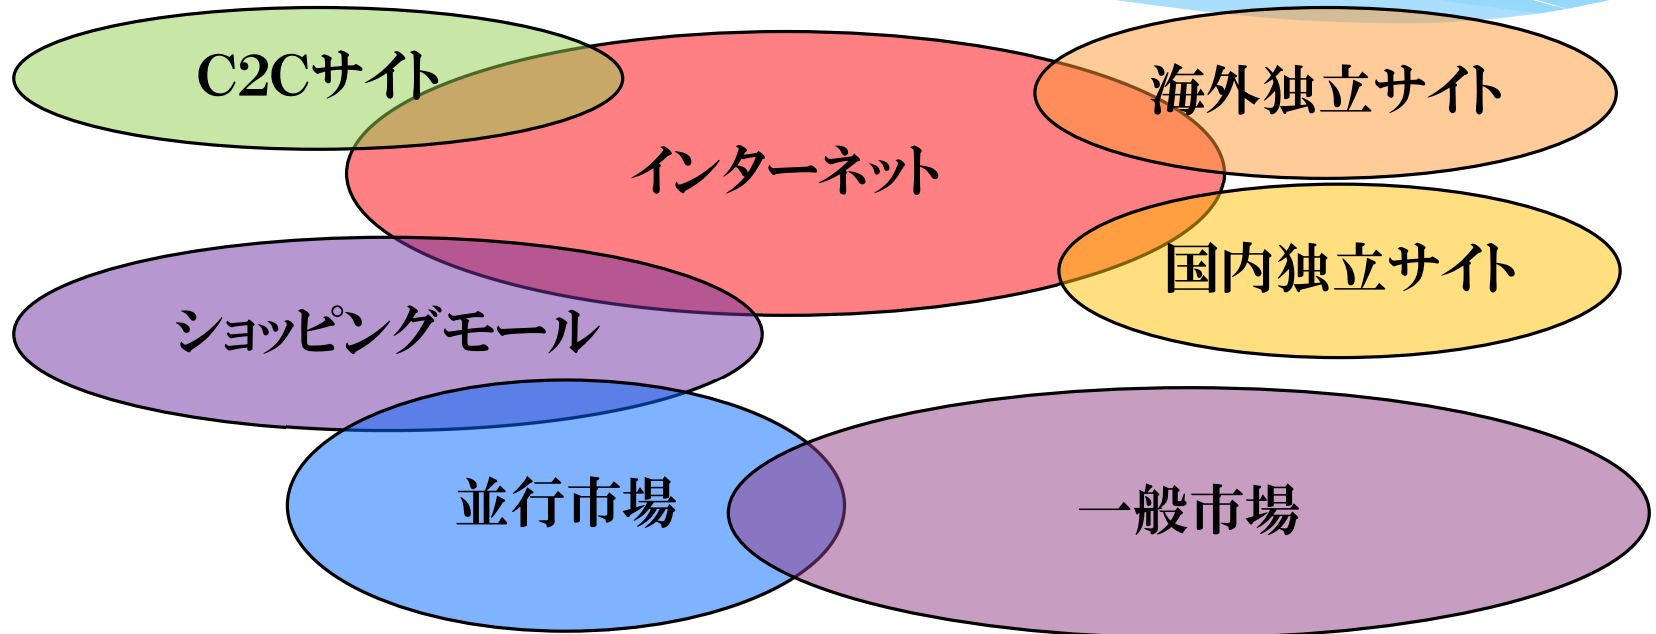 C2Cサイト
海外独立サイト
インターネット
国内独立サイト
ショッピングモール
並行市場
一般市場